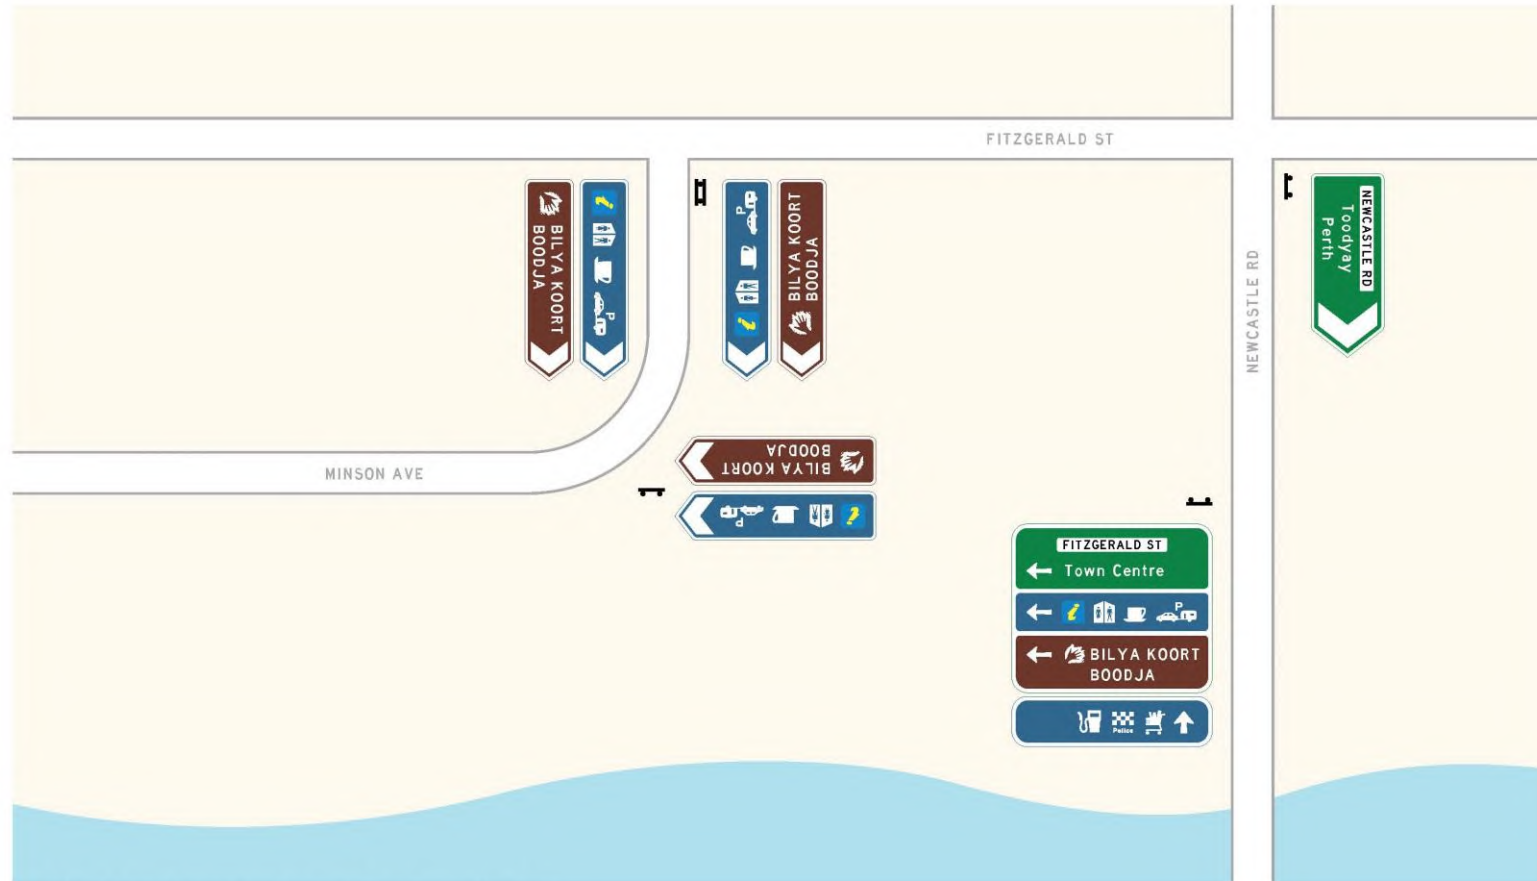 FITZGERALD ST
BILYA KOORT
BOODJA
P
P
BILYA KOORT
BOODJA
NEWCASTLE RD
Toodyay
Perth
NEWCASTLE RD
BILYA KOORT
BOODJA
MINSON AVE
P
FITZGERALD ST
Town Centre
i P
BILYA KOORT
BOODJA
Police